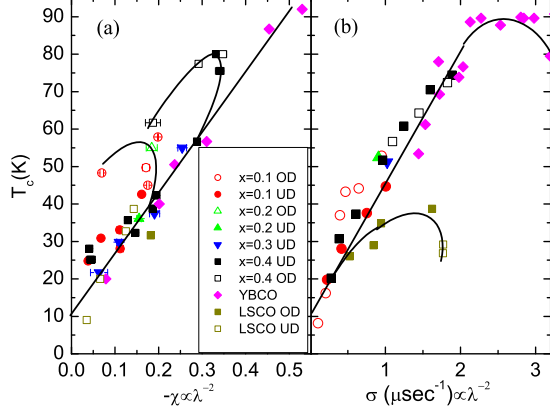 (a)
(b)
T_c(K)
90
80
70
60
50
40
30
20
10
0
x=0.1 OD
x=0.1 UD
x=0.2 OD
x=0.2 UD
x=0.3 UD
x=0.4 UD
x=0.4 OD
YBCO
LSCO OD
LSCO UD
0.0 0.1 0.2 0.3 0.4 0.5 0 1 2 3
-χ∝λ⁻²
σ (μsec⁻¹)∝λ⁻²